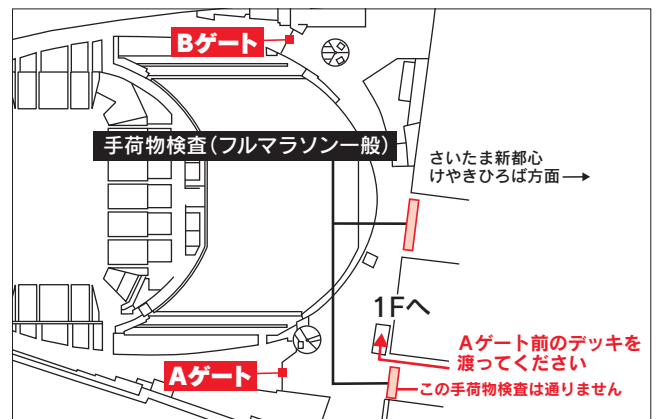 Bゲート
手荷物検査(フルマラソン一般)
さいたま新都心
けやきひろば方面→
1Fへ
Aゲート前のデッキを
渡ってください
Aゲート
この手荷物検査は通りません